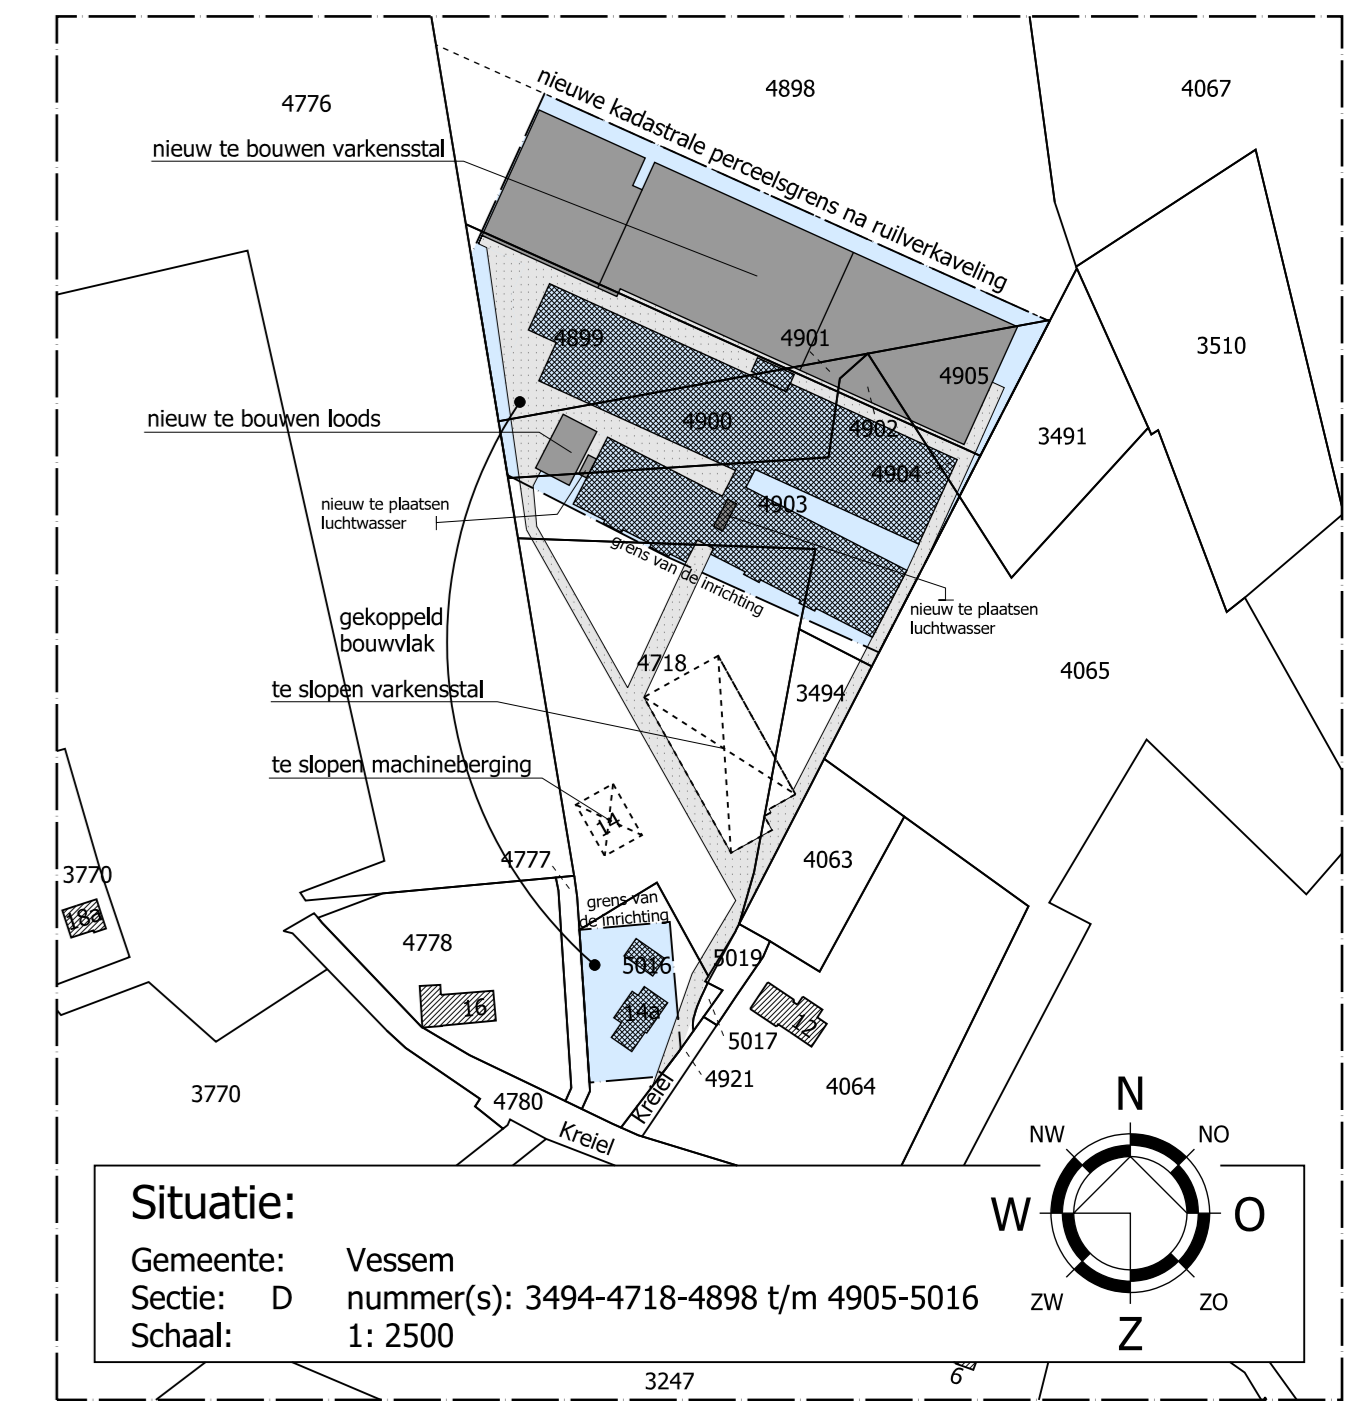 4776
4898
4067
nieuwe kadastrale perceelsgrens na ruilverkaveling
nieuw te bouwen varkensstal
4899
4901
4905
3510
nieuw te bouwen loods
4900
4902
3491
4904
nieuw te plaatsen
luchtwasser
4903
grens van de inrichting
nieuw te plaatsen
luchtwasser
gekoppeld
bouwvlak
4718
4065
te slopen varkensstal
3494
te slopen machineberging
14
4777
4063
3770
18a
grens van
de inrichting
4778
5016
5019
16
14a
12
5017
4921
4064
3770
4780
Kreiel
Kreiel
N
NW
NO
W
O
ZW
ZO
Z
Situatie:
Gemeente: Vessem
Sectie: D nummer(s): 3494-4718-4898 t/m 4905-5016
Schaal: 1: 2500
3247
6